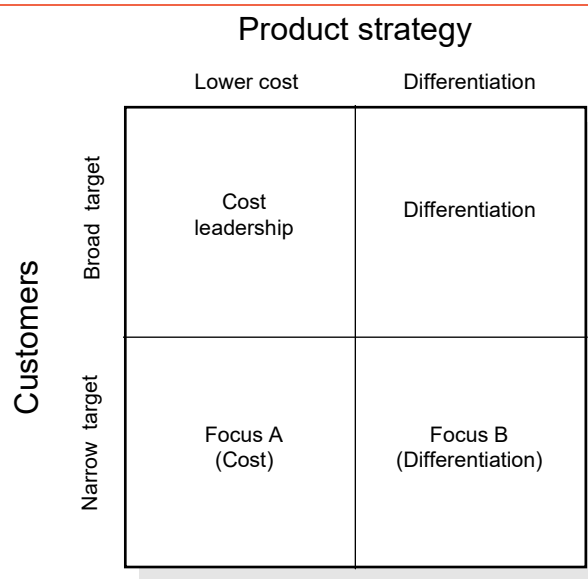 Product strategy
Lower cost
Differentiation
Customers
Broad target
Cost
leadership
Differentiation
Narrow target
Focus A
(Cost)
Focus B
(Differentiation)